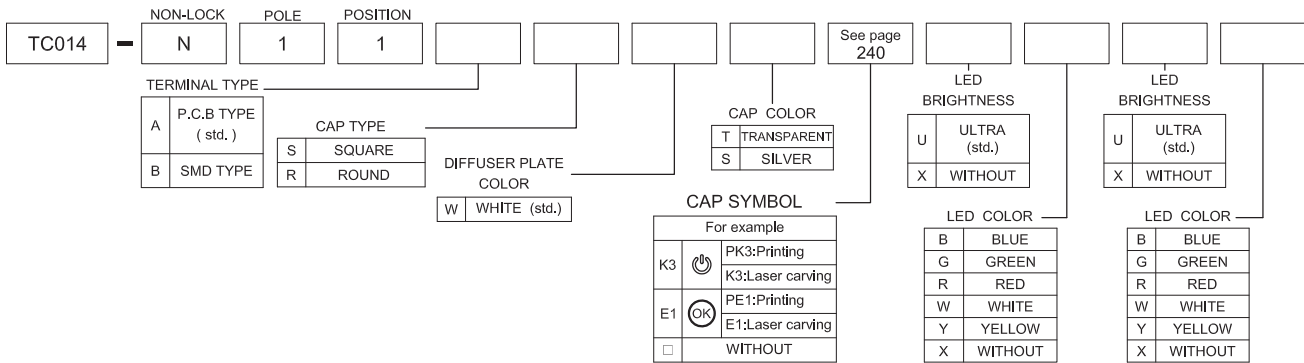 NON-LOCK POLE POSITION
TC014 - N 1 1 See page
240
TERMINAL TYPE
A P.C.B TYPE
( std. )
B SMD TYPE
CAP TYPE
S SQUARE
R ROUND
DIFFUSER PLATE
COLOR
W WHITE (std.)
CAP COLOR
T TRANSPARENT
S SILVER
CAP SYMBOL
For example
K3 PK3:Printing
K3:Laser carving
E1 OK PE1:Printing
E1:Laser carving
□ WITHOUT
LED
BRIGHTNESS
U ULTRA
(std.)
X WITHOUT
LED COLOR
B BLUE
G GREEN
R RED
W WHITE
Y YELLOW
X WITHOUT
LED
BRIGHTNESS
U ULTRA
(std.)
X WITHOUT
LED COLOR
B BLUE
G GREEN
R RED
W WHITE
Y YELLOW
X WITHOUT